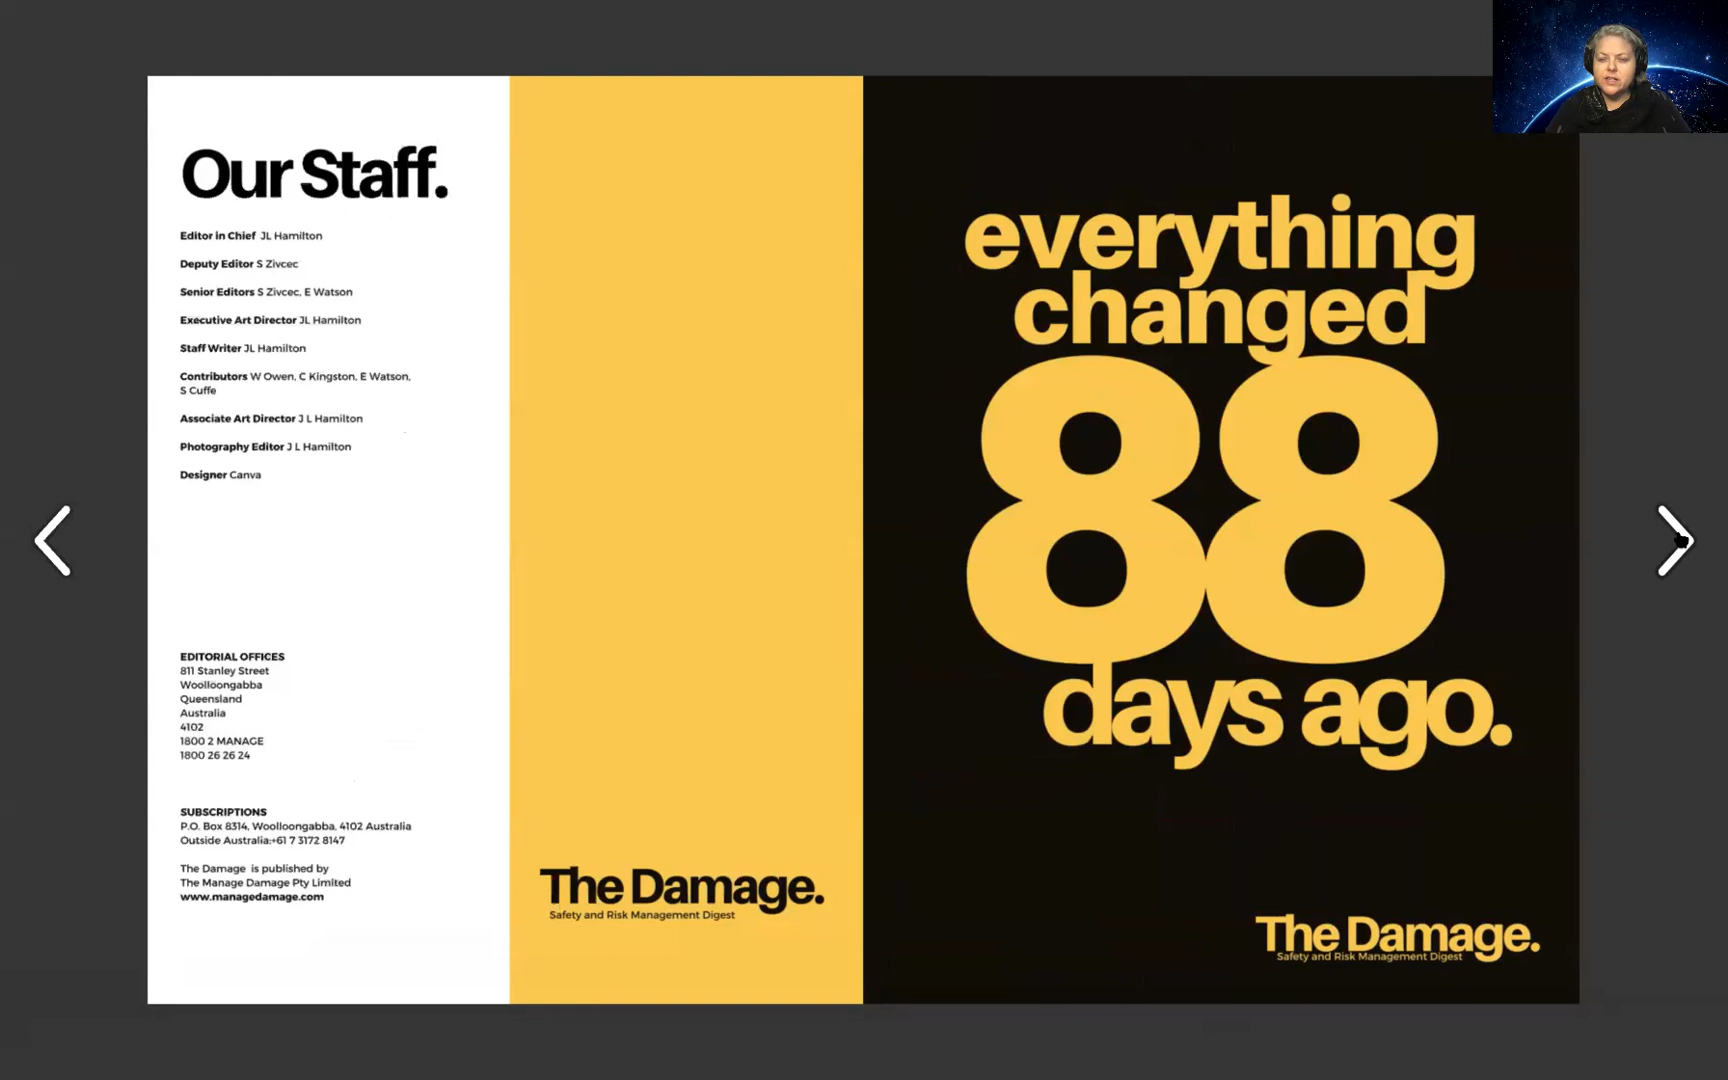 Our Staff.
Editor in Chief JL Hamilton
Deputy Editor S Zivcec
Senior Editors S Zivcec, E Watson
Executive Art Director JL Hamilton
Staff Writer JL Hamilton
Contributors W Owen, C Kingston, E Watson,
S Cuffe
Associate Art Director J L Hamilton
Photography Editor J L Hamilton
Designer Canva
EDITORIAL OFFICES
811 Stanley Street
Woolloongabba
Queensland
Australia
4102
1800 2 MANAGE
1800 26 26 24
SUBSCRIPTIONS
P.O. Box 8314, Woolloongabba, 4102 Australia
Outside Australia:+61 7 3172 8147
The Damage is published by
The Manage Damage Pty Limited
www.managedamage.com
The Damage.
Safety and Risk Management Digest
everything
changed
88
days ago.
The Damage.
Safety and Risk Management Digest